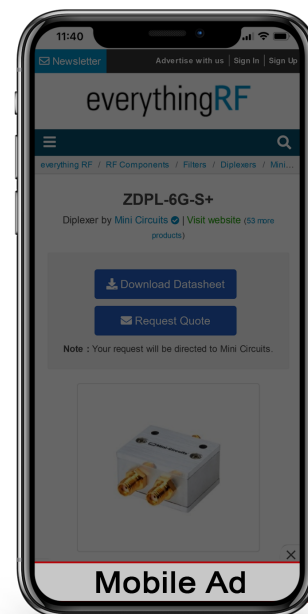 11:40
Newsletter Advertise with us | Sign In | Sign Up
everythingRF
everything RF / RF Components / Filters / Diplexers / Mini...
ZDPL-6G-S+
Diplexer by Mini Circuits | Visit website (53 more
products)
Download Datasheet
Request Quote
Note : Your request will be directed to Mini Circuits.
Mini-Circuits
Mobile Ad